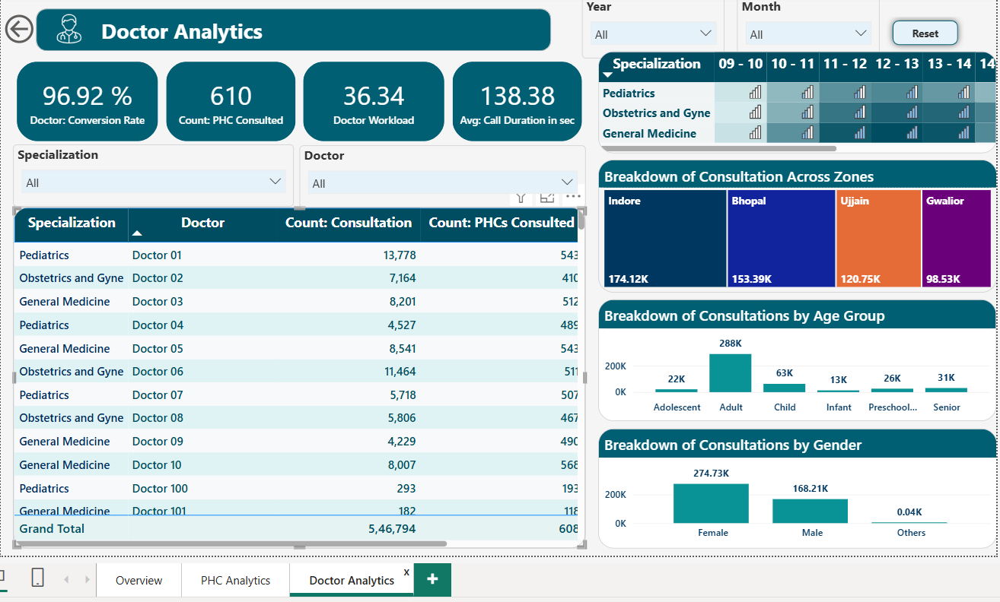 Doctor Analytics
Year
All
Month
All
Reset
96.92 %
Doctor: Conversion Rate
610
Count: PHC Consulted
36.34
Doctor Workload
138.38
Avg: Call Duration in sec
Specialization
All
Doctor
All
Specialization 09 - 10 10 - 11 11 - 12 12 - 13 13 - 14 14
Pediatrics
Obstetrics and Gyne
General Medicine
Specialization Doctor Count: Consultation Count: PHCs Consulted
Pediatrics Doctor 01 13,778 543
Obstetrics and Gyne Doctor 02 7,164 410
General Medicine Doctor 03 8,201 512
Pediatrics Doctor 04 4,527 489
General Medicine Doctor 05 8,541 543
Obstetrics and Gyne Doctor 06 11,464 511
Pediatrics Doctor 07 5,718 507
Obstetrics and Gyne Doctor 08 5,806 467
General Medicine Doctor 09 4,229 490
General Medicine Doctor 10 8,007 568
Pediatrics Doctor 100 293 193
General Medicine Doctor 101 182 118
Grand Total 5,46,794 608
Breakdown of Consultation Across Zones
Indore Bhopal Ujjain Gwalior
174.12K 153.39K 120.75K 98.53K
Breakdown of Consultations by Age Group
200K
0K
22K 288K 63K 13K 26K 31K
Adolescent Adult Child Infant Preschool... Senior
Breakdown of Consultations by Gender
200K
0K
274.73K 168.21K 0.04K
Female Male Others
Overview PHC Analytics Doctor Analytics x +